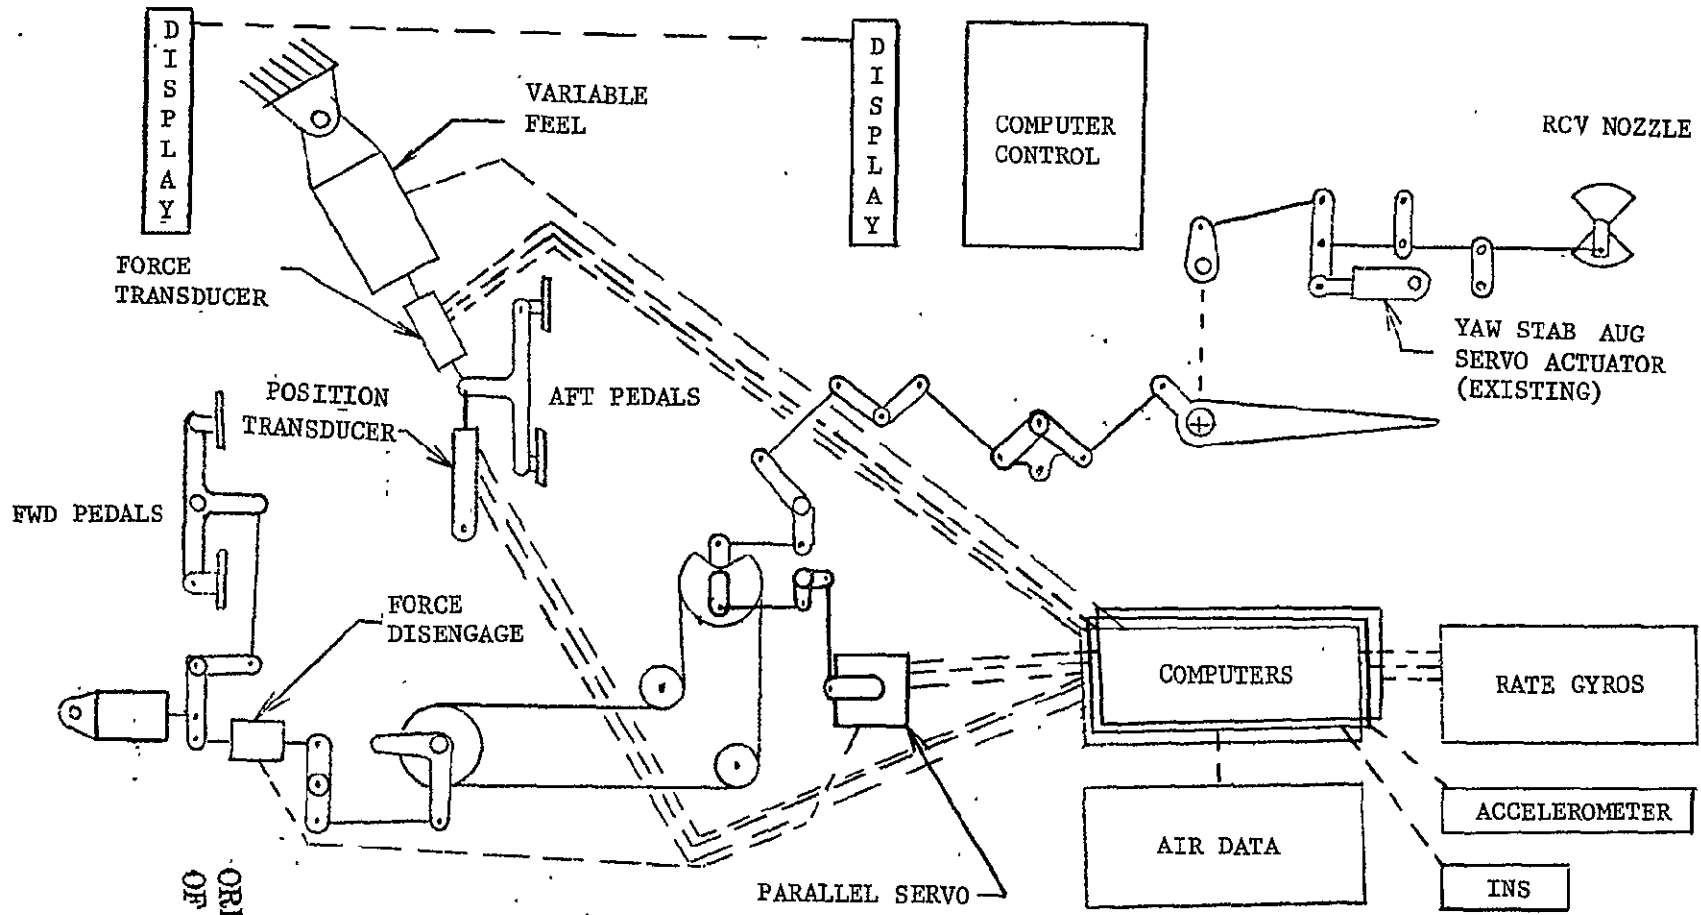 DISPLAY
DISPLAY
VARIABLE
FEEL
COMPUTER
CONTROL
RCV NOZZLE
FORCE
TRANSDUCER
YAW STAB AUG
SERVO ACTUATOR
(EXISTING)
POSITION
TRANSDUCER
AFT PEDALS
FWD PEDALS
FORCE
DISENGAGE
COMPUTERS
RATE GYROS
ACCELEROMETER
AIR DATA
INS
PARALLEL SERVO
OF